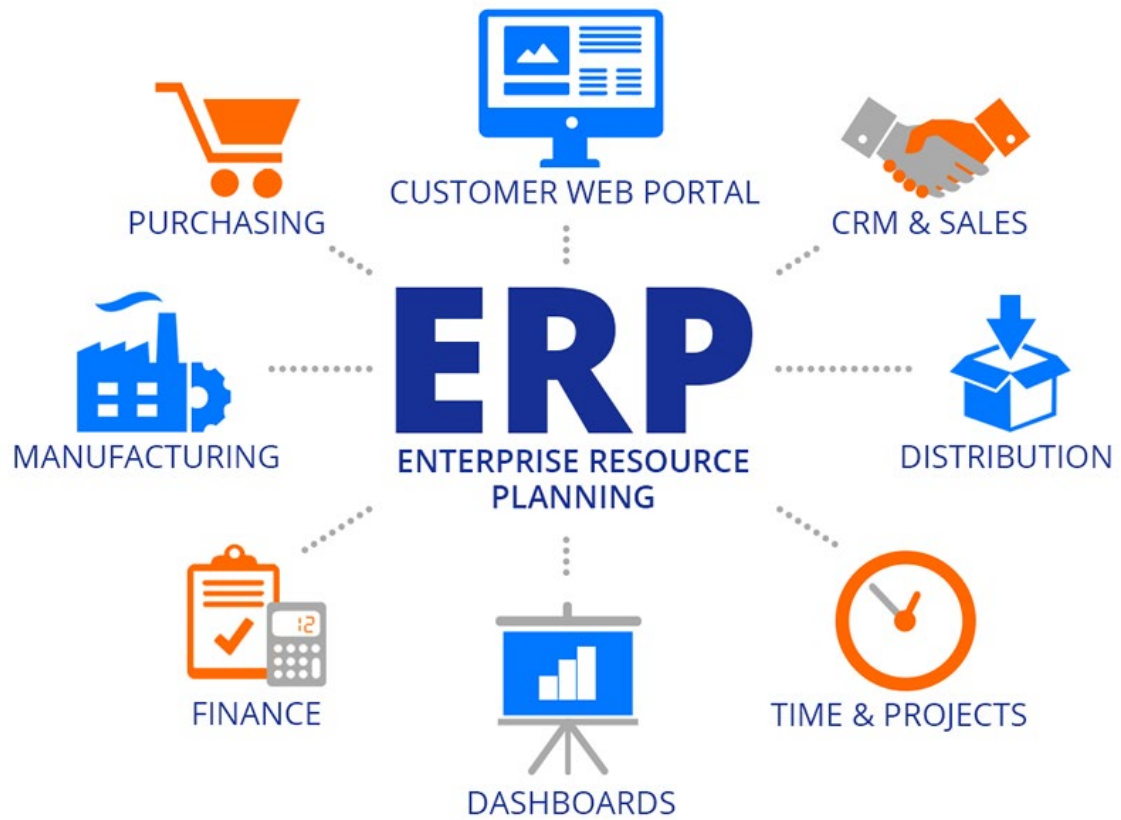 CUSTOMER WEB PORTAL
PURCHASING
CRM & SALES
ERP
ENTERPRISE RESOURCE
PLANNING
MANUFACTURING
DISTRIBUTION
12
FINANCE
TIME & PROJECTS
DASHBOARDS